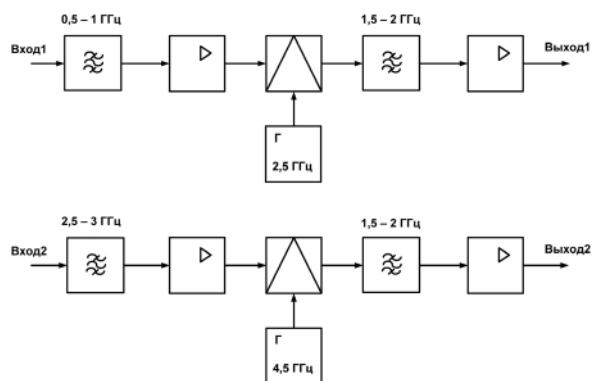 0,5 – 1 ГГц
1,5 – 2 ГГц
Вход1
Выход1
Г
2,5 ГГц
2,5 – 3 ГГц
1,5 – 2 ГГц
Вход2
Выход2
Г
4,5 ГГц